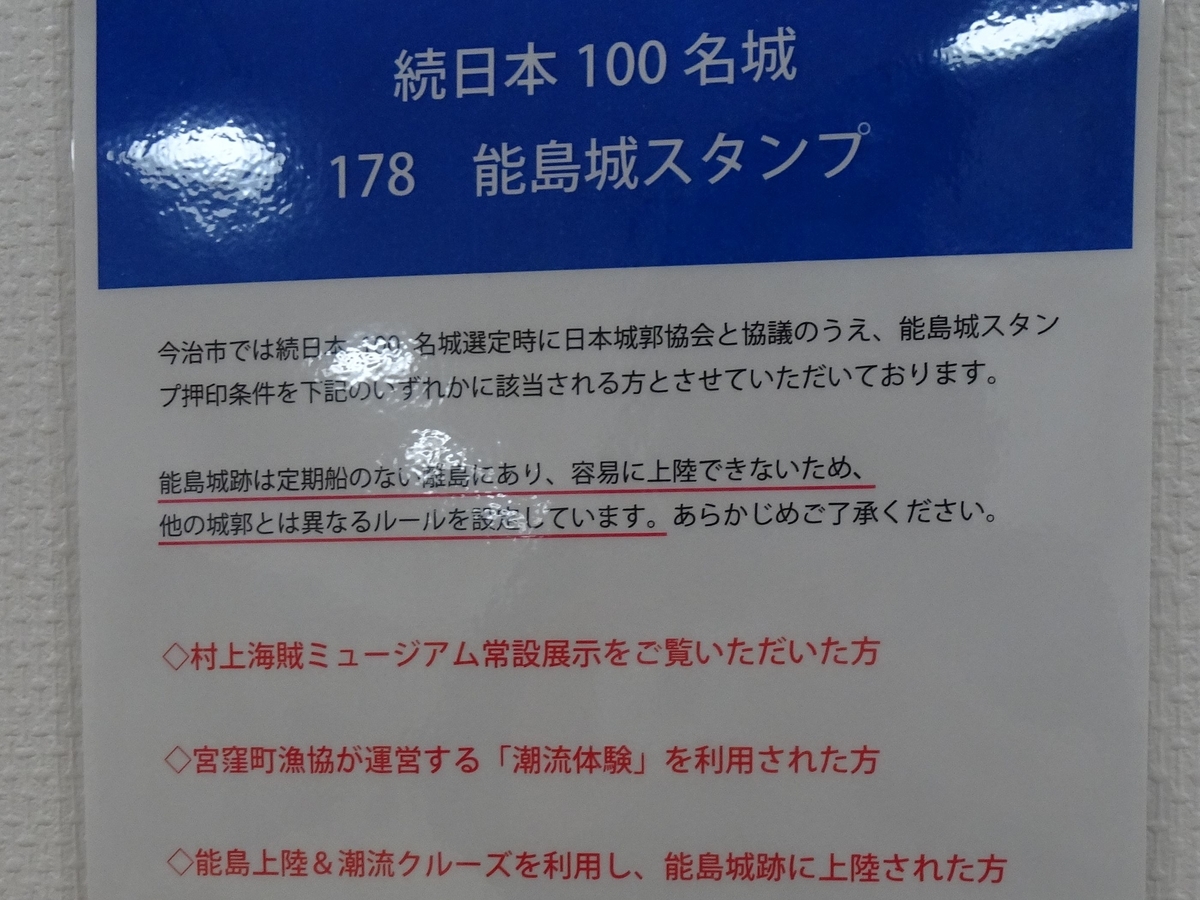 続日本 100 名城
178　能島城スタンプ
今治市では続日本 100 名城選定時に日本城郭協会と協議のうえ、能島城スタン
プ押印条件を下記のいずれかに該当される方とさせていただいております。
能島城跡は定期船のない離島にあり、容易に上陸できないため、
他の城郭とは異なるルールを設定しています。あらかじめご了承ください。
◇村上海賊ミュージアム常設展示をご覧いただいた方
◇宮窪町漁協が運営する「潮流体験」を利用された方
◇能島上陸＆潮流クルーズを利用し、能島城跡に上陸された方